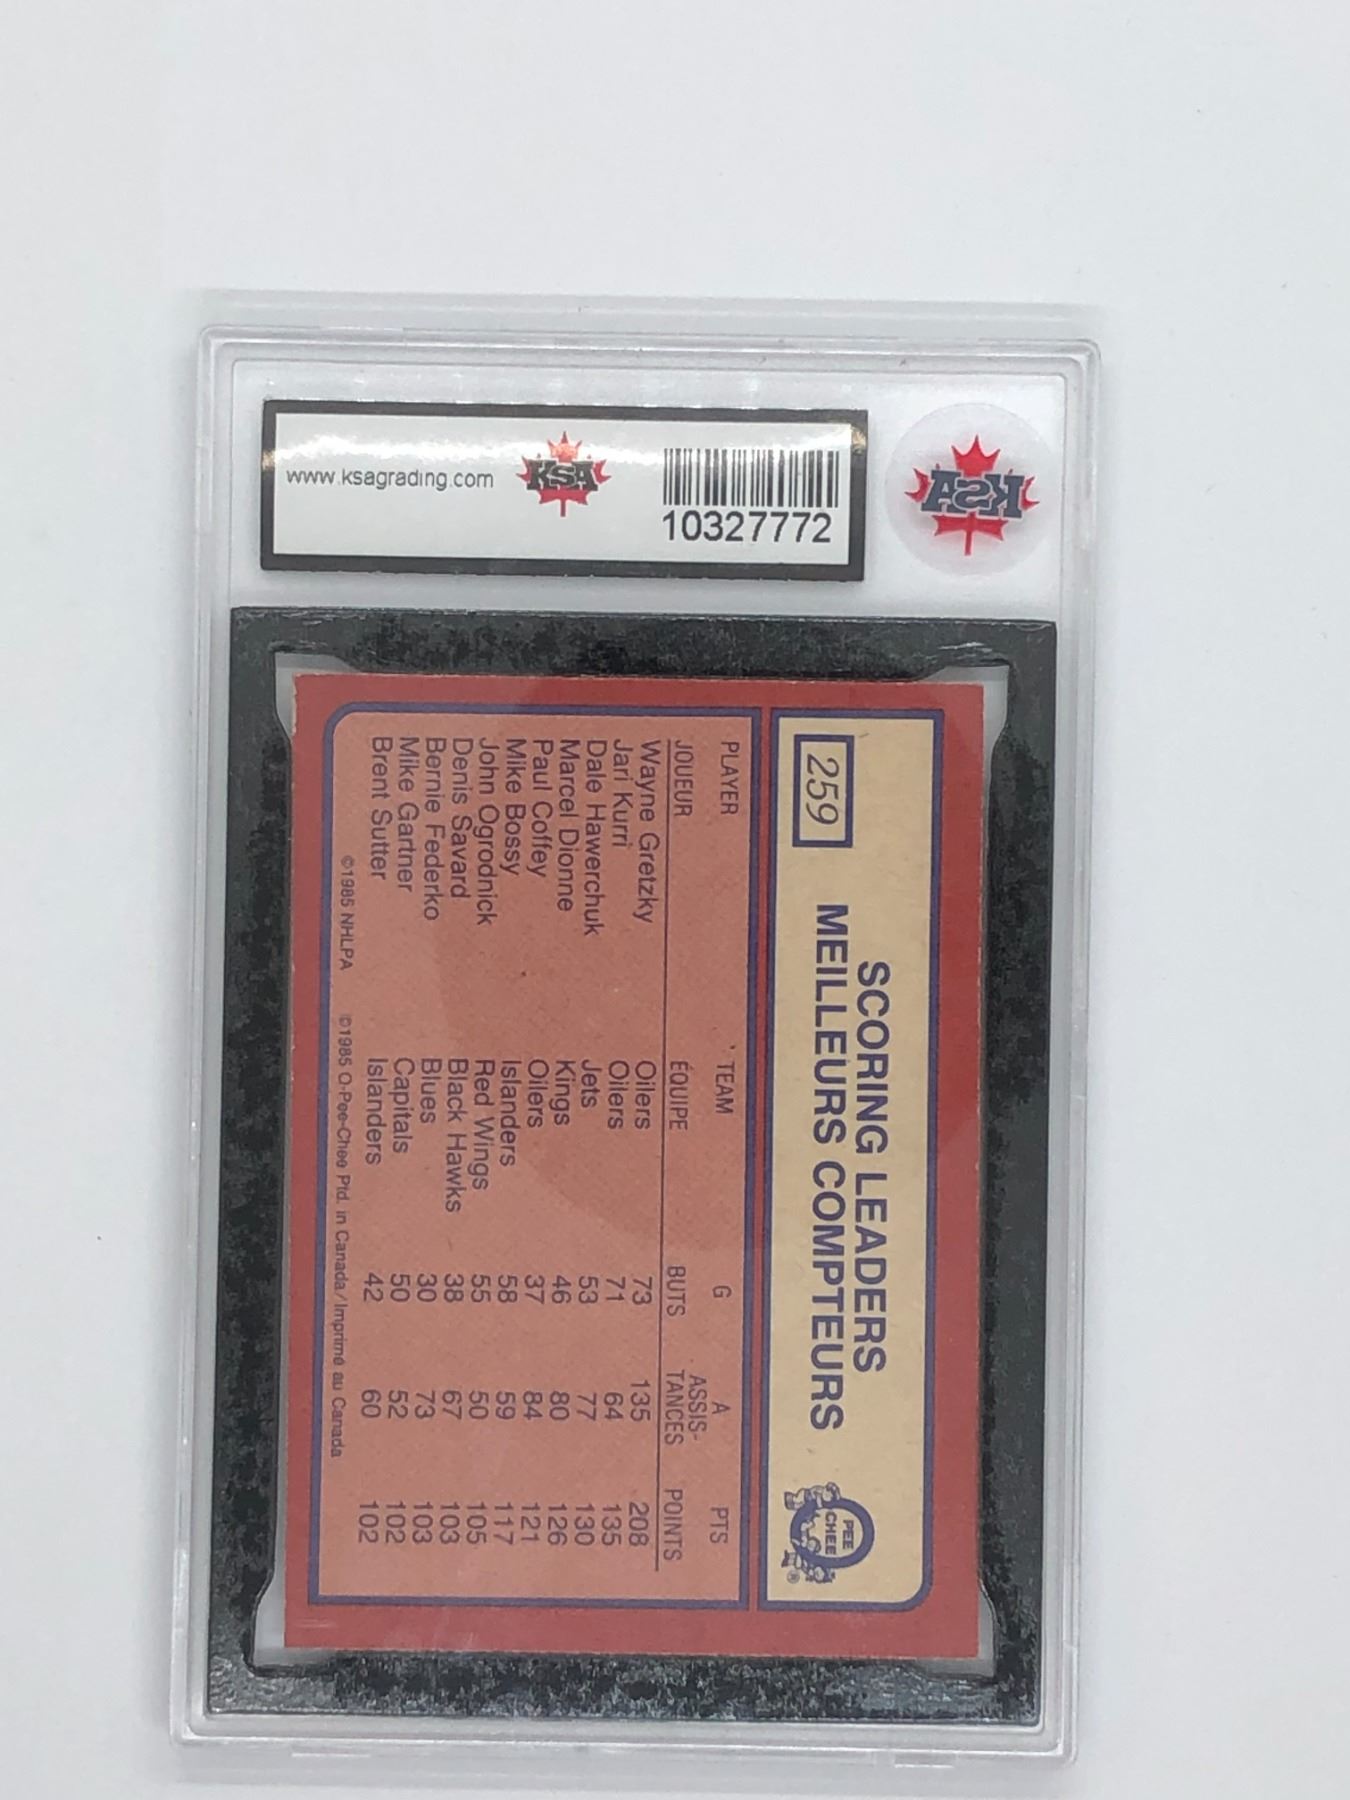 www.ksagrading.com
KSA
10327772
KSA
259
SCORING LEADERS
MEILLEURS COMPTEURS
PEE
CHEE
®
PLAYER TEAM G A PTS
JOUEUR ÉQUIPE BUTS ASSIS-TANCES POINTS
Wayne Gretzky Oilers 73 135 208
Jari Kurri Oilers 71 64 135
Dale Hawerchuk Jets 53 77 130
Marcel Dionne Kings 46 80 126
Paul Coffey Oilers 37 84 121
Mike Bossy Islanders 58 59 117
John Ogrodnick Red Wings 55 50 105
Denis Savard Black Hawks 38 67 103
Bernie Federko Blues 30 73 103
Mike Gartner Capitals 50 52 102
Brent Sutter Islanders 42 60 102
©1985 NHLPA ©1985 O-Pee-Chee Ptd. in Canada/Imprimé au Canada